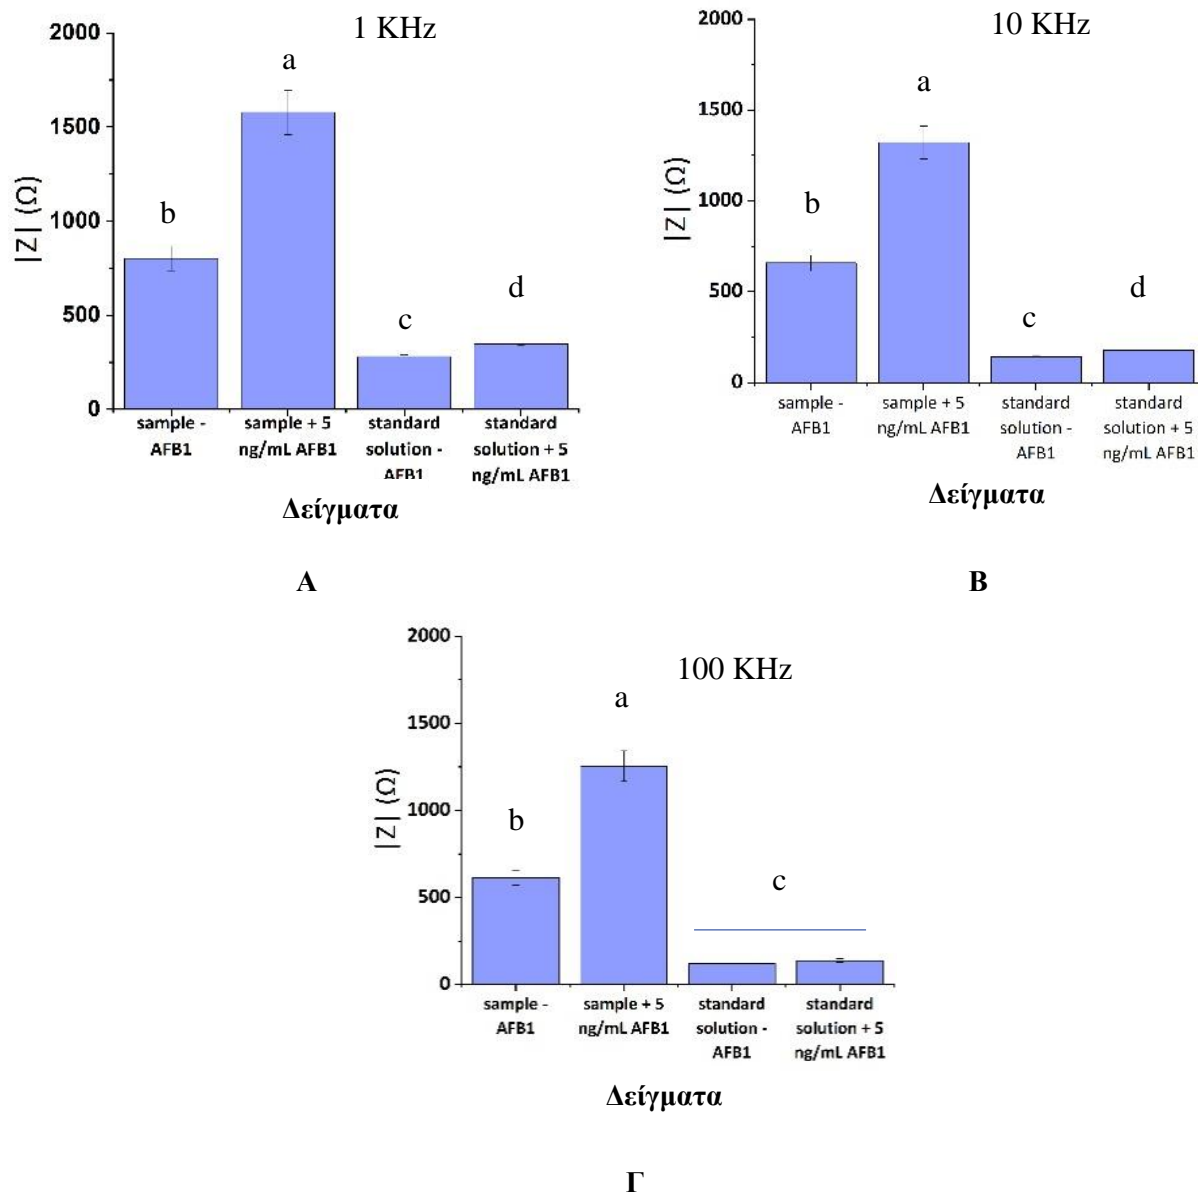 1 KHz
2000
1500
1000
500
0
|Z| (Ω)
b
a
c
d
sample -
AFB1
sample + 5
ng/mL AFB1
standard
solution -
AFB1
standard
solution + 5
ng/mL AFB1
Δείγματα
Α
10 KHz
2000
1500
1000
500
0
|Z| (Ω)
b
a
c
d
sample -
AFB1
sample + 5
ng/mL AFB1
standard
solution -
AFB1
standard
solution + 5
ng/mL AFB1
Δείγματα
Β
100 KHz
2000
1500
1000
500
0
|Z| (Ω)
b
a
c
sample -
AFB1
sample + 5
ng/mL AFB1
standard
solution -
AFB1
standard
solution + 5
ng/mL AFB1
Δείγματα
Γ